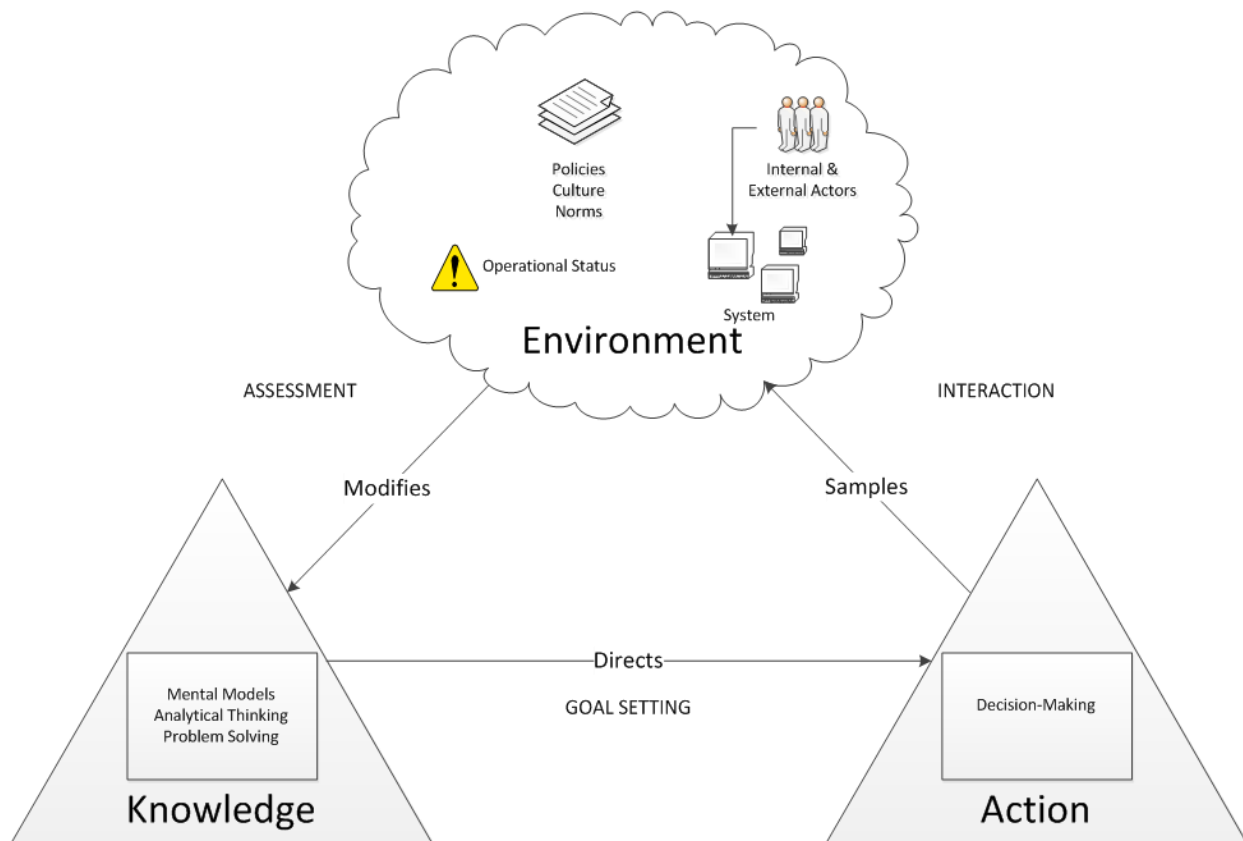 Policies
Culture
Norms
Internal &
External Actors
Operational Status
System
Environment
ASSESSMENT
INTERACTION
Modifies
Samples
Directs
GOAL SETTING
Mental Models
Analytical Thinking
Problem Solving
Decision-Making
Knowledge
Action